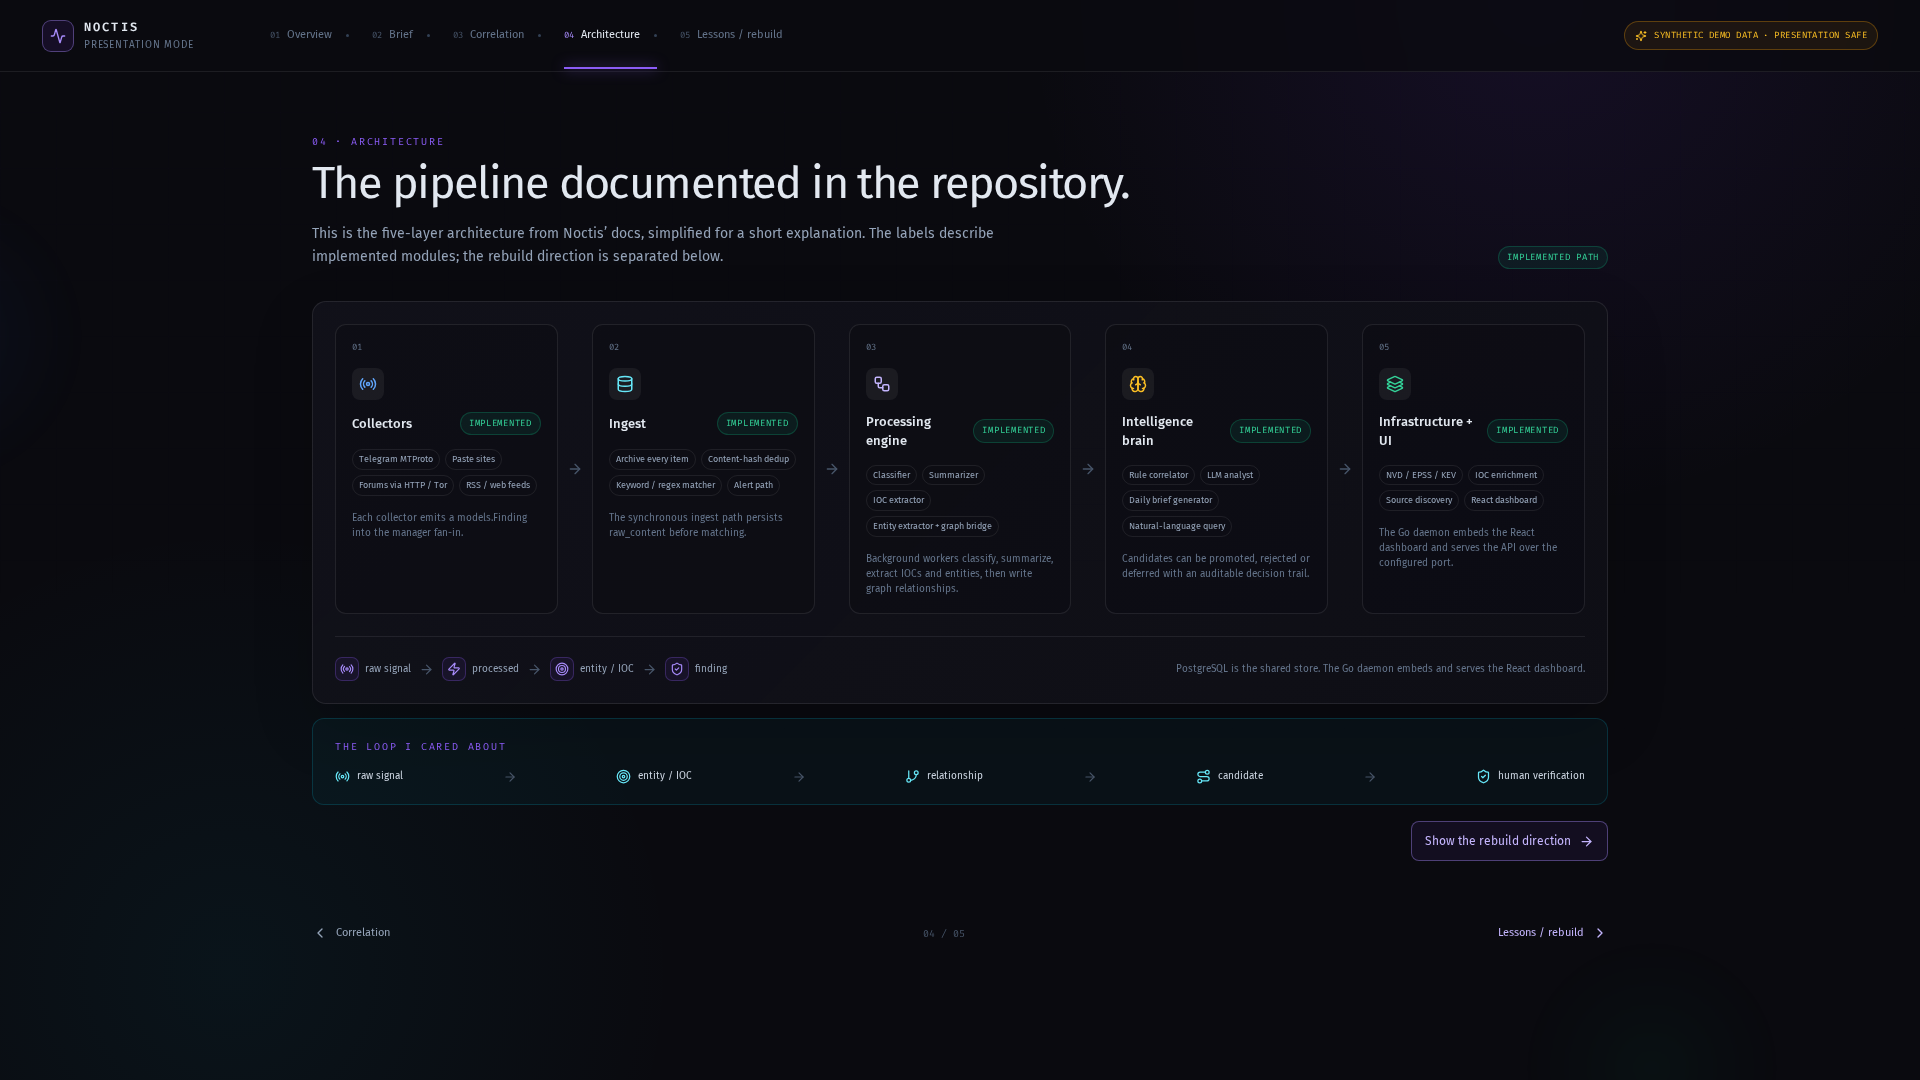 NOCTIS
PRESENTATION MODE
01 Overview
02 Brief
03 Correlation
04 Architecture
05 Lessons / rebuild
SYNTHETIC DEMO DATA · PRESENTATION SAFE
04 · ARCHITECTURE
The pipeline documented in the repository.
This is the five-layer architecture from Noctis’ docs, simplified for a short explanation. The labels describe
implemented modules; the rebuild direction is separated below.
IMPLEMENTED PATH
01
Collectors
IMPLEMENTED
Telegram MTProto
Paste sites
Forums via HTTP / Tor
RSS / web feeds
Each collector emits a models.Finding
into the manager fan-in.
02
Ingest
IMPLEMENTED
Archive every item
Content-hash dedup
Keyword / regex matcher
Alert path
The synchronous ingest path persists
raw_content before matching.
03
Processing
engine
IMPLEMENTED
Classifier
Summarizer
IOC extractor
Entity extractor + graph bridge
Background workers classify, summarize,
extract IOCs and entities, then write
graph relationships.
04
Intelligence
brain
IMPLEMENTED
Rule correlator
LLM analyst
Daily brief generator
Natural-language query
Candidates can be promoted, rejected or
deferred with an auditable decision trail.
05
Infrastructure +
UI
IMPLEMENTED
NVD / EPSS / KEV
IOC enrichment
Source discovery
React dashboard
The Go daemon embeds the React
dashboard and serves the API over the
configured port.
raw signal
processed
entity / IOC
finding
PostgreSQL is the shared store. The Go daemon embeds and serves the React dashboard.
THE LOOP I CARED ABOUT
raw signal
entity / IOC
relationship
candidate
human verification
Show the rebuild direction
Correlation
04 / 05
Lessons / rebuild